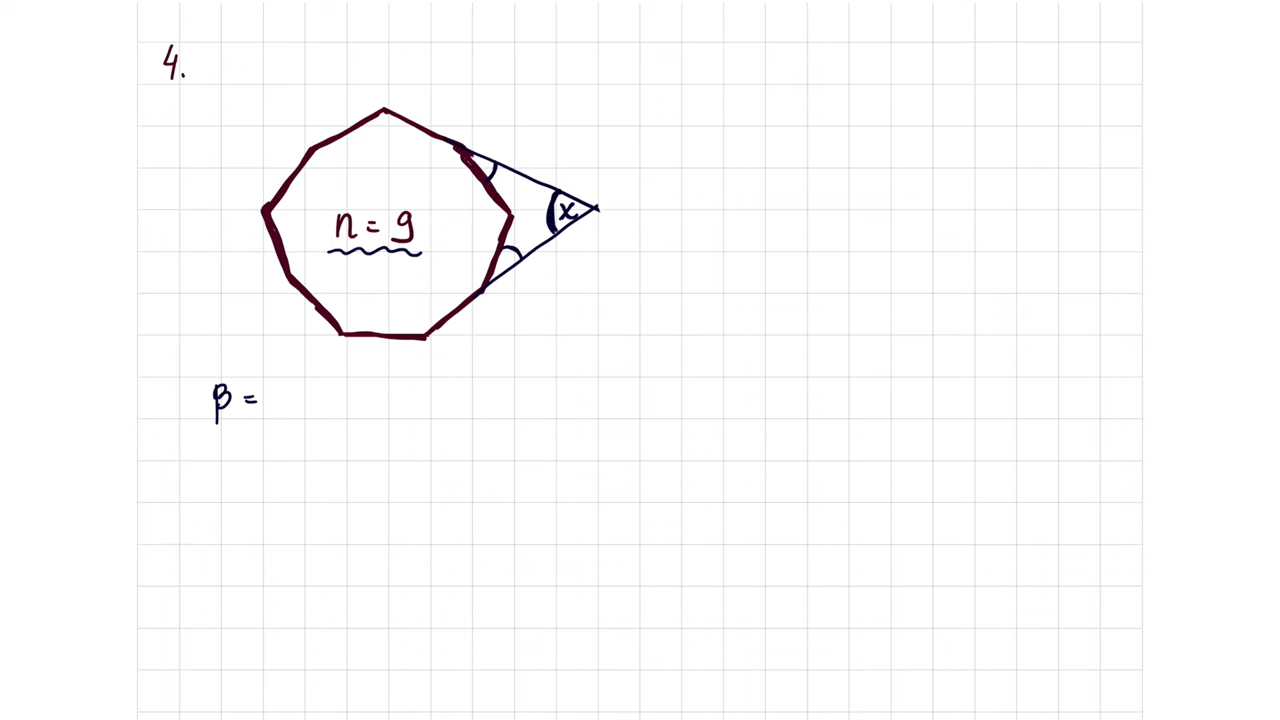 4.
n = 9
x
β =